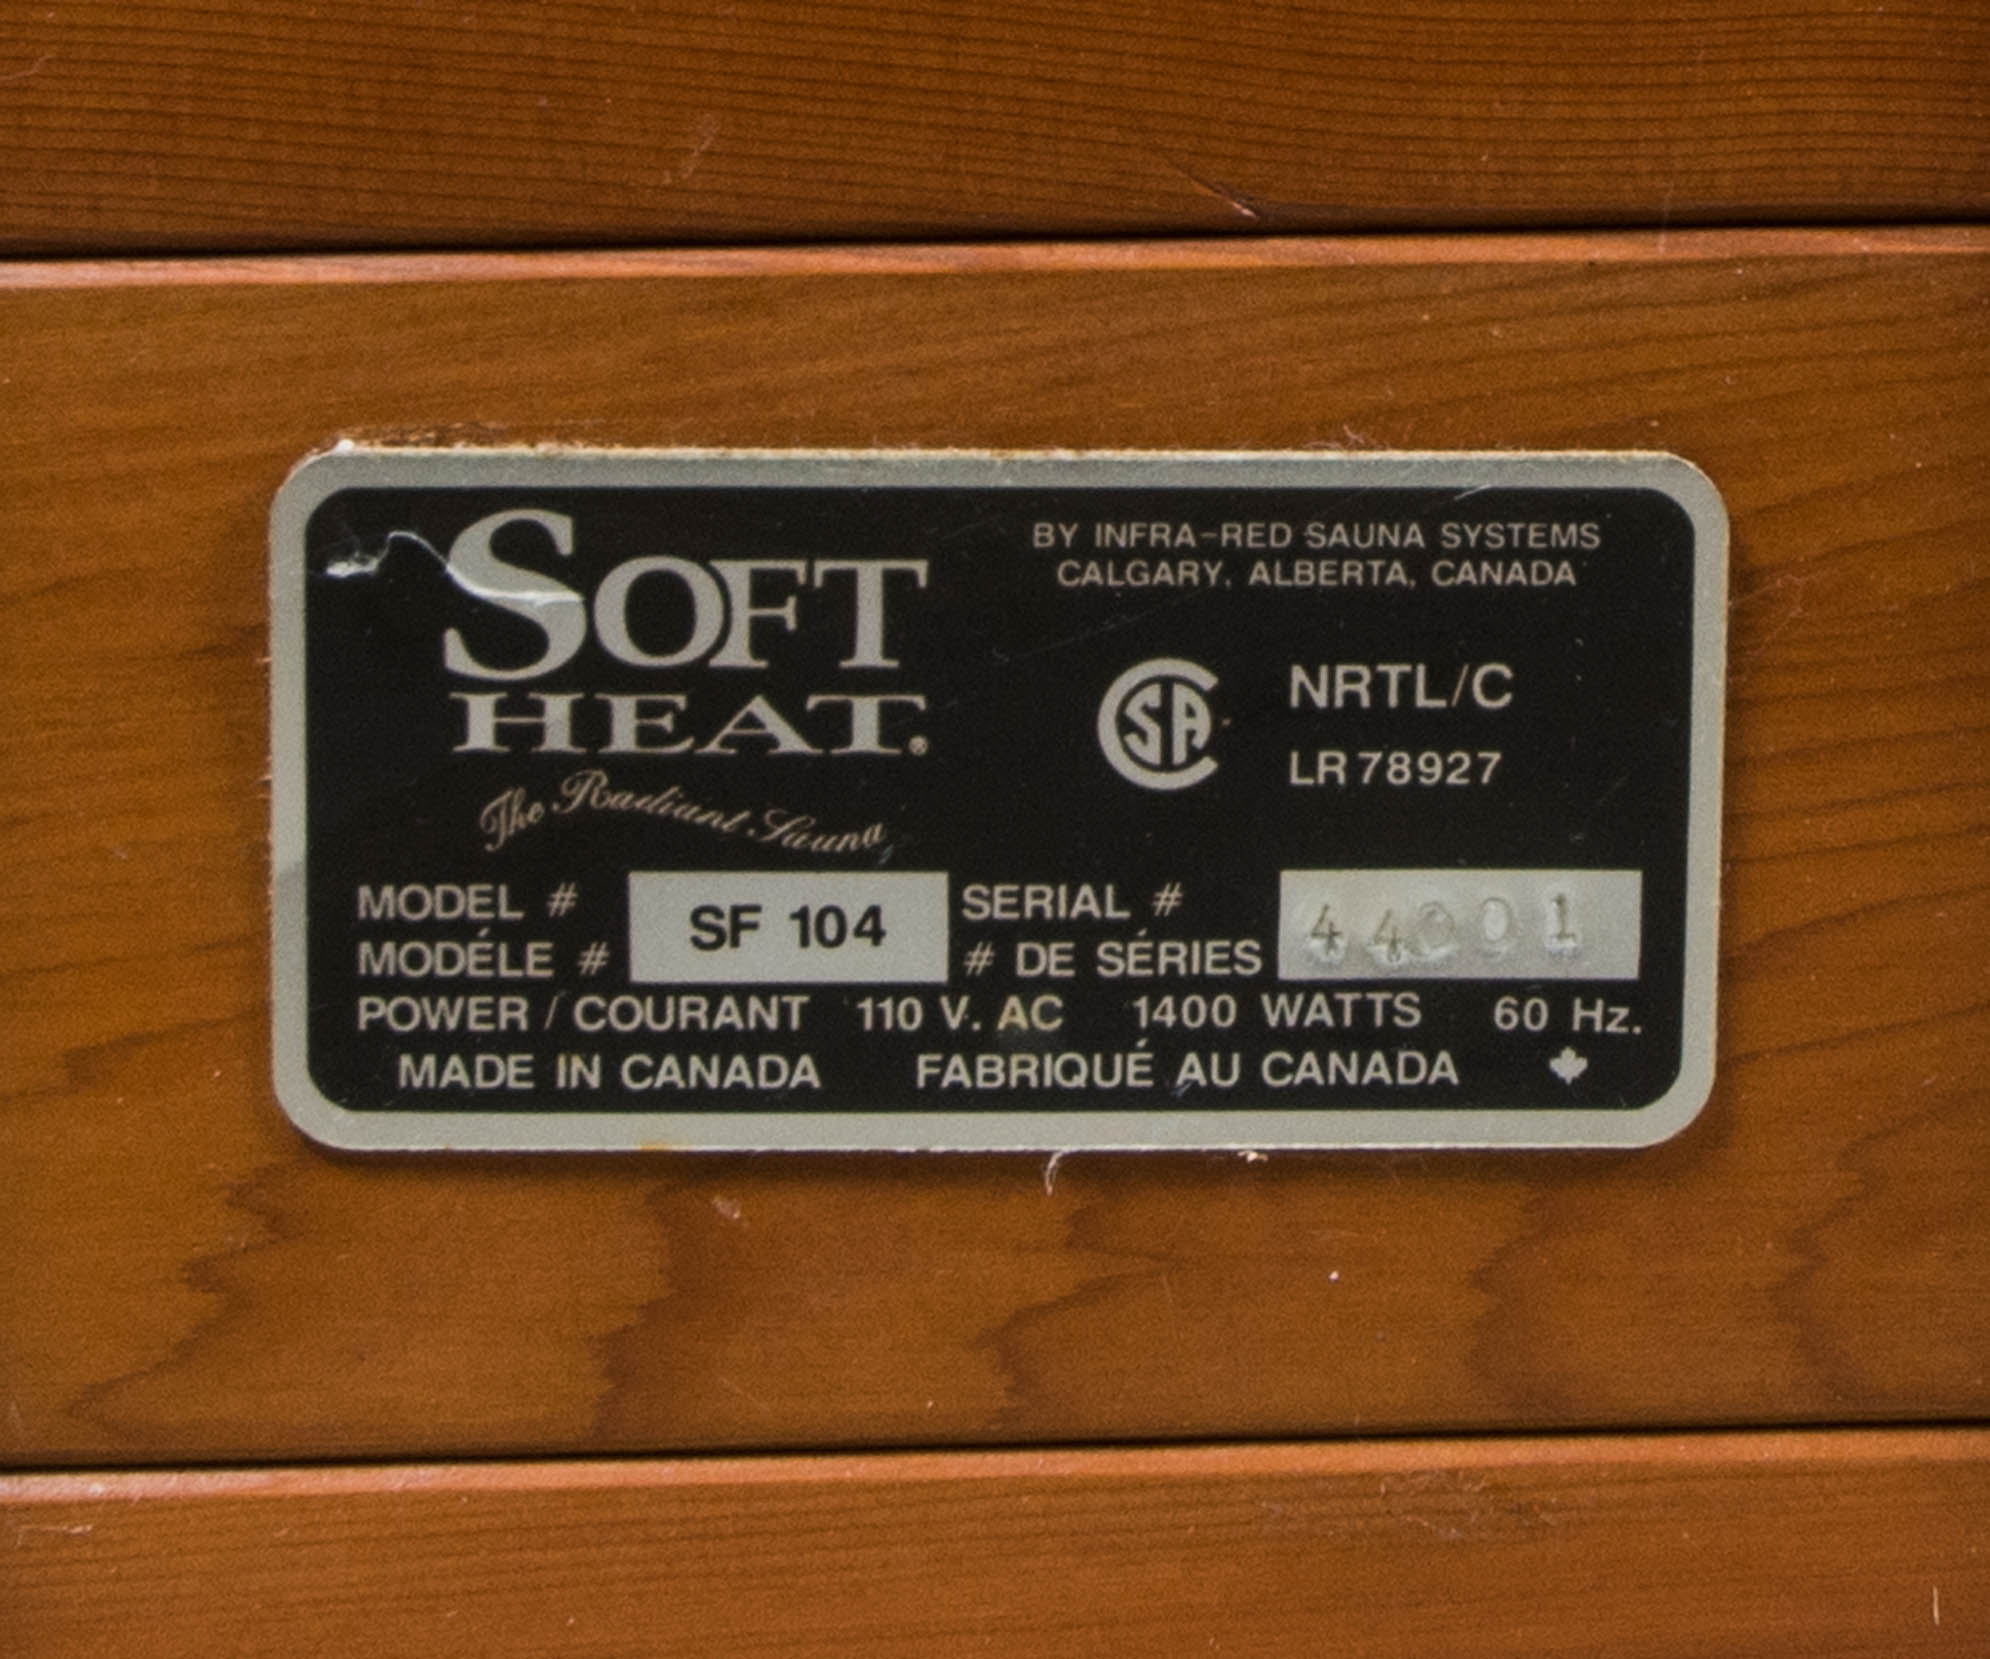 SOFT
HEAT.®
The Radiant Sauna
BY INFRA-RED SAUNA SYSTEMS
CALGARY, ALBERTA, CANADA
CSA
NRTL/C
LR 78927
MODEL # SF 104 SERIAL # 44001
MODÉLE # # DE SÉRIES
POWER / COURANT 110 V. AC 1400 WATTS 60 Hz.
MADE IN CANADA FABRIQUÉ AU CANADA